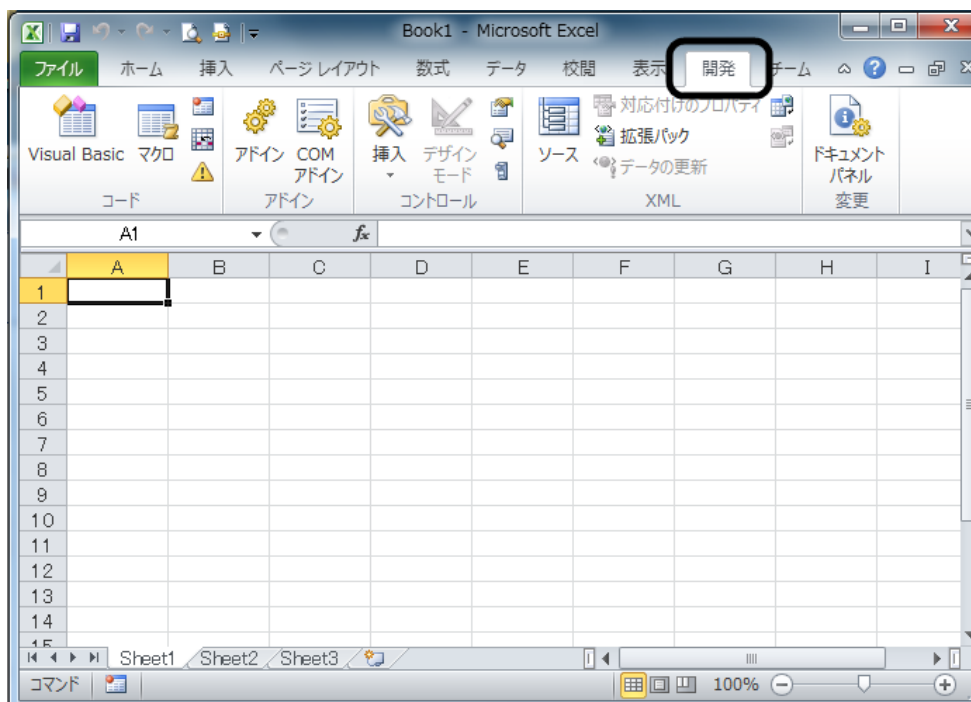 Book1 - Microsoft Excel
ファイル ホーム 挿入 ページ レイアウト 数式 データ 校閲 表示 開発 チーム
対応付けのプロパティ
拡張パック
データの更新
Visual Basic マクロ アドイン COM アドイン 挿入 デザイン モード ソース ドキュメント パネル
コード アドイン コントロール XML 変更
A1 fx
A B C D E F G H I
1
2
3
4
5
6
7
8
9
10
11
12
13
14
15
Sheet1 Sheet2 Sheet3
コマンド 100%